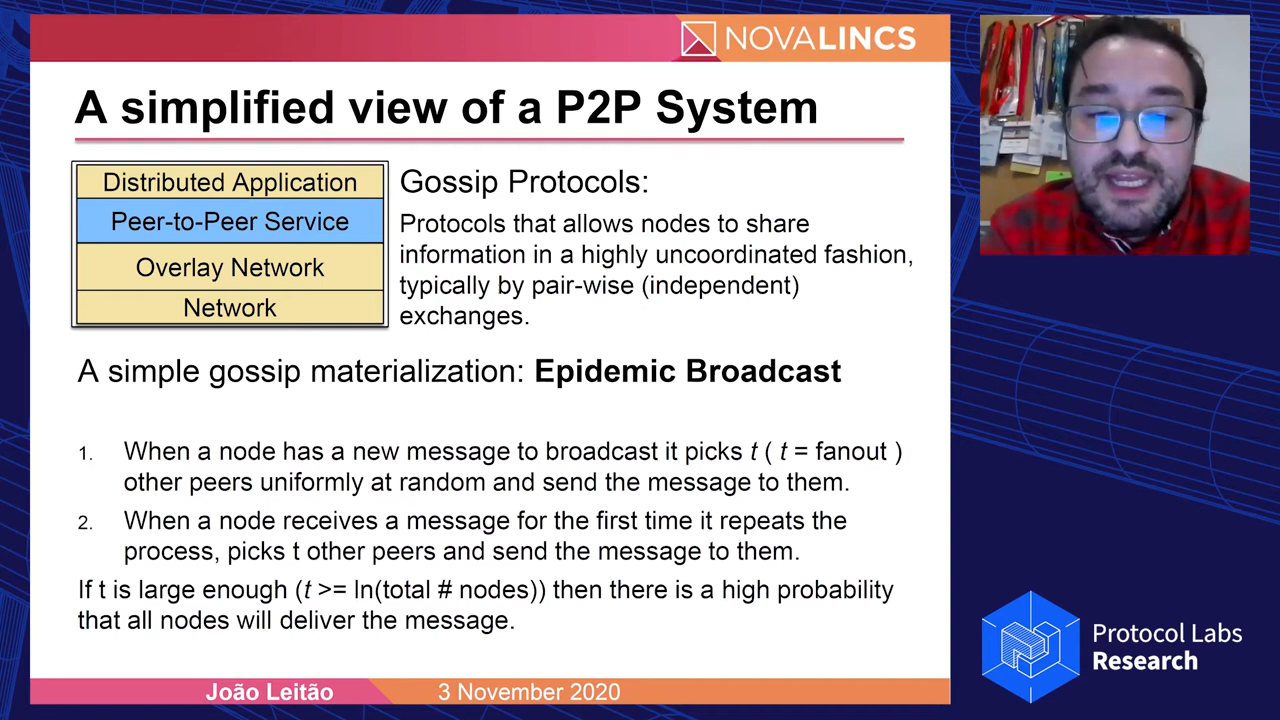 NOVALINCS
A simplified view of a P2P System
Distributed Application
Peer-to-Peer Service
Overlay Network
Network
Gossip Protocols:
Protocols that allows nodes to share
information in a highly uncoordinated fashion,
typically by pair-wise (independent)
exchanges.
A simple gossip materialization: Epidemic Broadcast
1. When a node has a new message to broadcast it picks t ( t = fanout )
other peers uniformly at random and send the message to them.
2. When a node receives a message for the first time it repeats the
process, picks t other peers and send the message to them.
If t is large enough (t >= ln(total # nodes)) then there is a high probability
that all nodes will deliver the message.
João Leitão
3 November 2020
Protocol Labs
Research